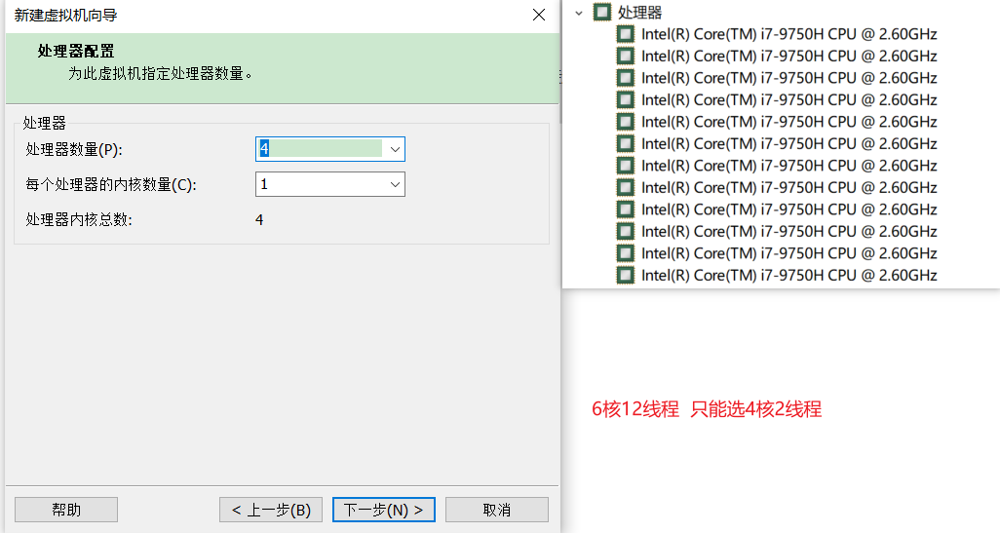 新建虚拟机向导
处理器配置
为此虚拟机指定处理器数量。
处理器
处理器数量(P):
4
每个处理器的内核数量(C):
1
处理器内核总数:
4
帮助
< 上一步(B)
下一步(N) >
取消
处理器
Intel(R) Core(TM) i7-9750H CPU @ 2.60GHz
Intel(R) Core(TM) i7-9750H CPU @ 2.60GHz
Intel(R) Core(TM) i7-9750H CPU @ 2.60GHz
Intel(R) Core(TM) i7-9750H CPU @ 2.60GHz
Intel(R) Core(TM) i7-9750H CPU @ 2.60GHz
Intel(R) Core(TM) i7-9750H CPU @ 2.60GHz
Intel(R) Core(TM) i7-9750H CPU @ 2.60GHz
Intel(R) Core(TM) i7-9750H CPU @ 2.60GHz
Intel(R) Core(TM) i7-9750H CPU @ 2.60GHz
Intel(R) Core(TM) i7-9750H CPU @ 2.60GHz
Intel(R) Core(TM) i7-9750H CPU @ 2.60GHz
Intel(R) Core(TM) i7-9750H CPU @ 2.60GHz
6核12线程 只能选4核2线程